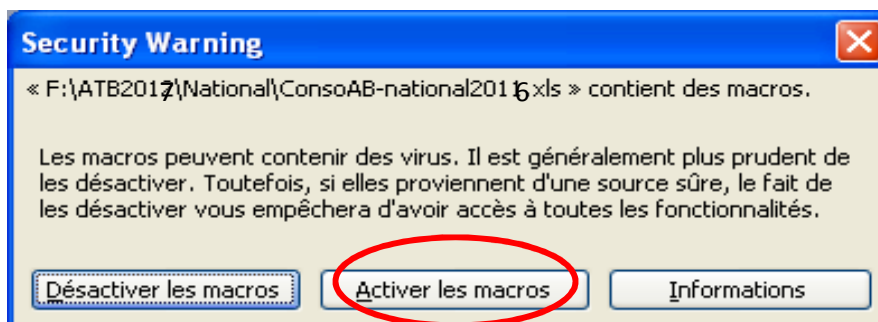 Security Warning
« F:\ATB2017\National\ConsoAB-national2016xls » contient des macros.
Les macros peuvent contenir des virus. Il est généralement plus prudent de
les désactiver. Toutefois, si elles proviennent d'une source sûre, le fait de
les désactiver vous empêchera d'avoir accès à toutes les fonctionnalités.
Désactiver les macros
Activer les macros
Informations